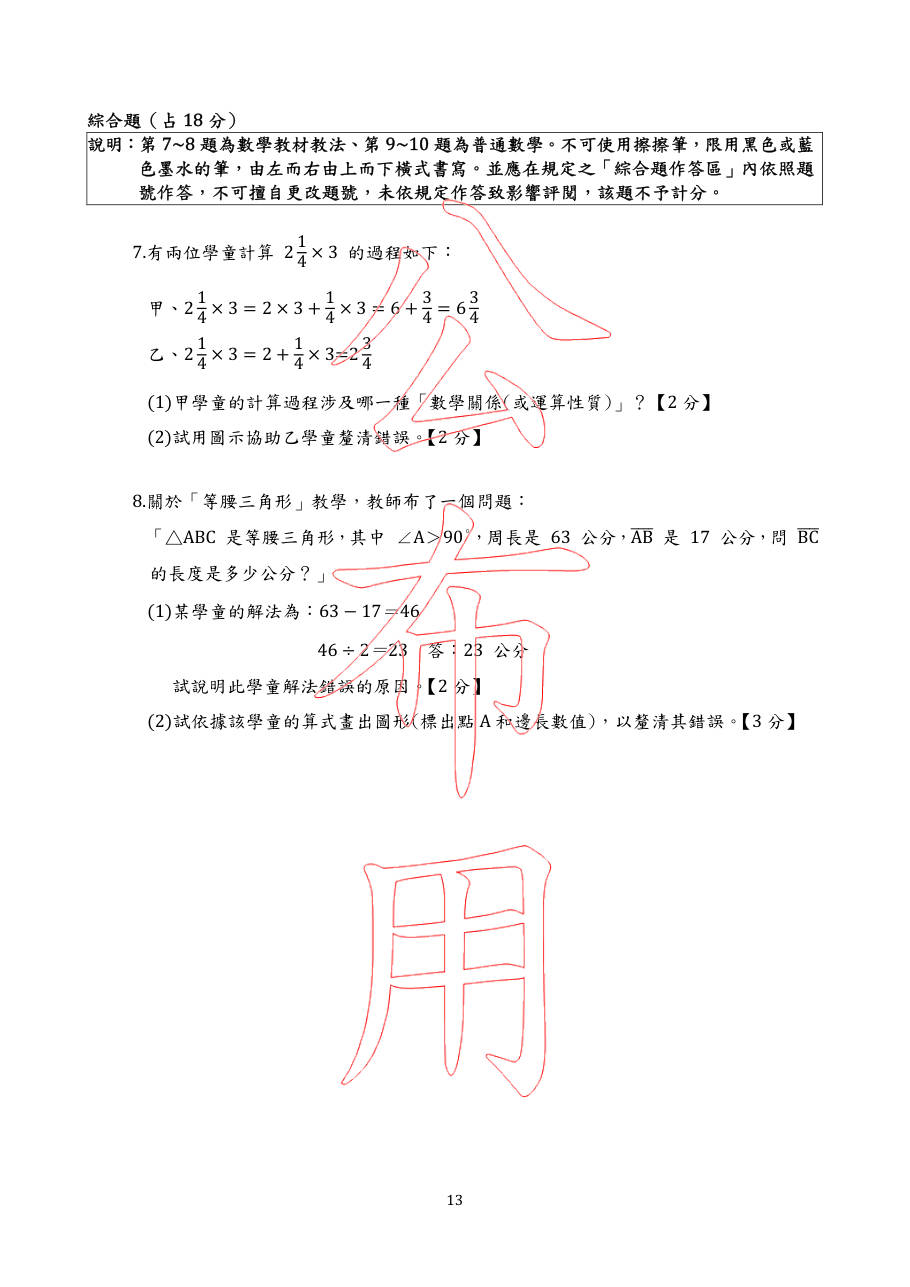 綜合題（占 18 分）
說明：第 7~8 題為數學教材教法、第 9~10 題為普通數學。不可使用擦擦筆，限用黑色或藍
色墨水的筆，由左而右由上而下橫式書寫。並應在規定之「綜合題作答區」內依照題
號作答，不可擅自更改題號，未依規定作答致影響評閱，該題不予計分。
7.有兩位學童計算 2 1/4 × 3 的過程如下：
甲、2 1/4 × 3 = 2 × 3 + 1/4 × 3 = 6 + 3/4 = 6 3/4
乙、2 1/4 × 3 = 2 + 1/4 × 3=2 3/4
(1)甲學童的計算過程涉及哪一種「數學關係(或運算性質)」？【2 分】
(2)試用圖示協助乙學童釐清錯誤。【2 分】
8.關於「等腰三角形」教學，教師布了一個問題：
「△ABC 是等腰三角形，其中 ∠A＞90°，周長是 63 公分，A̅B̅ 是 17 公分，問 B̅C̅
的長度是多少公分？」
(1)某學童的解法為：63 − 17＝46
46 ÷ 2＝23 答：23 公分
試說明此學童解法錯誤的原因。【2 分】
(2)試依據該學童的算式畫出圖形(標出點 A 和邊長數值)，以釐清其錯誤。【3 分】
公
布
用
13